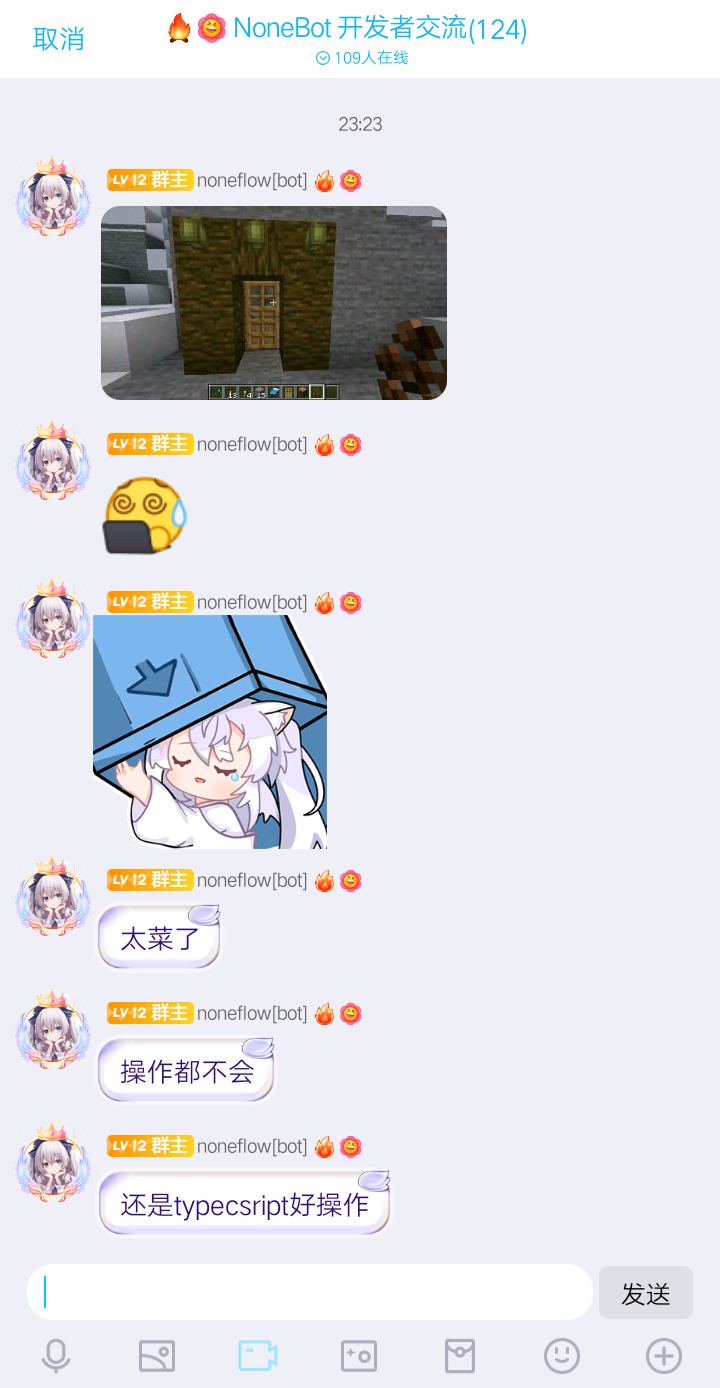 取消
NoneBot 开发者交流(124)
109人在线
23:23
LV12 群主 noneflow[bot]
LV12 群主 noneflow[bot]
LV12 群主 noneflow[bot]
LV12 群主 noneflow[bot]
太菜了
LV12 群主 noneflow[bot]
操作都不会
LV12 群主 noneflow[bot]
还是typecsript好操作
发送